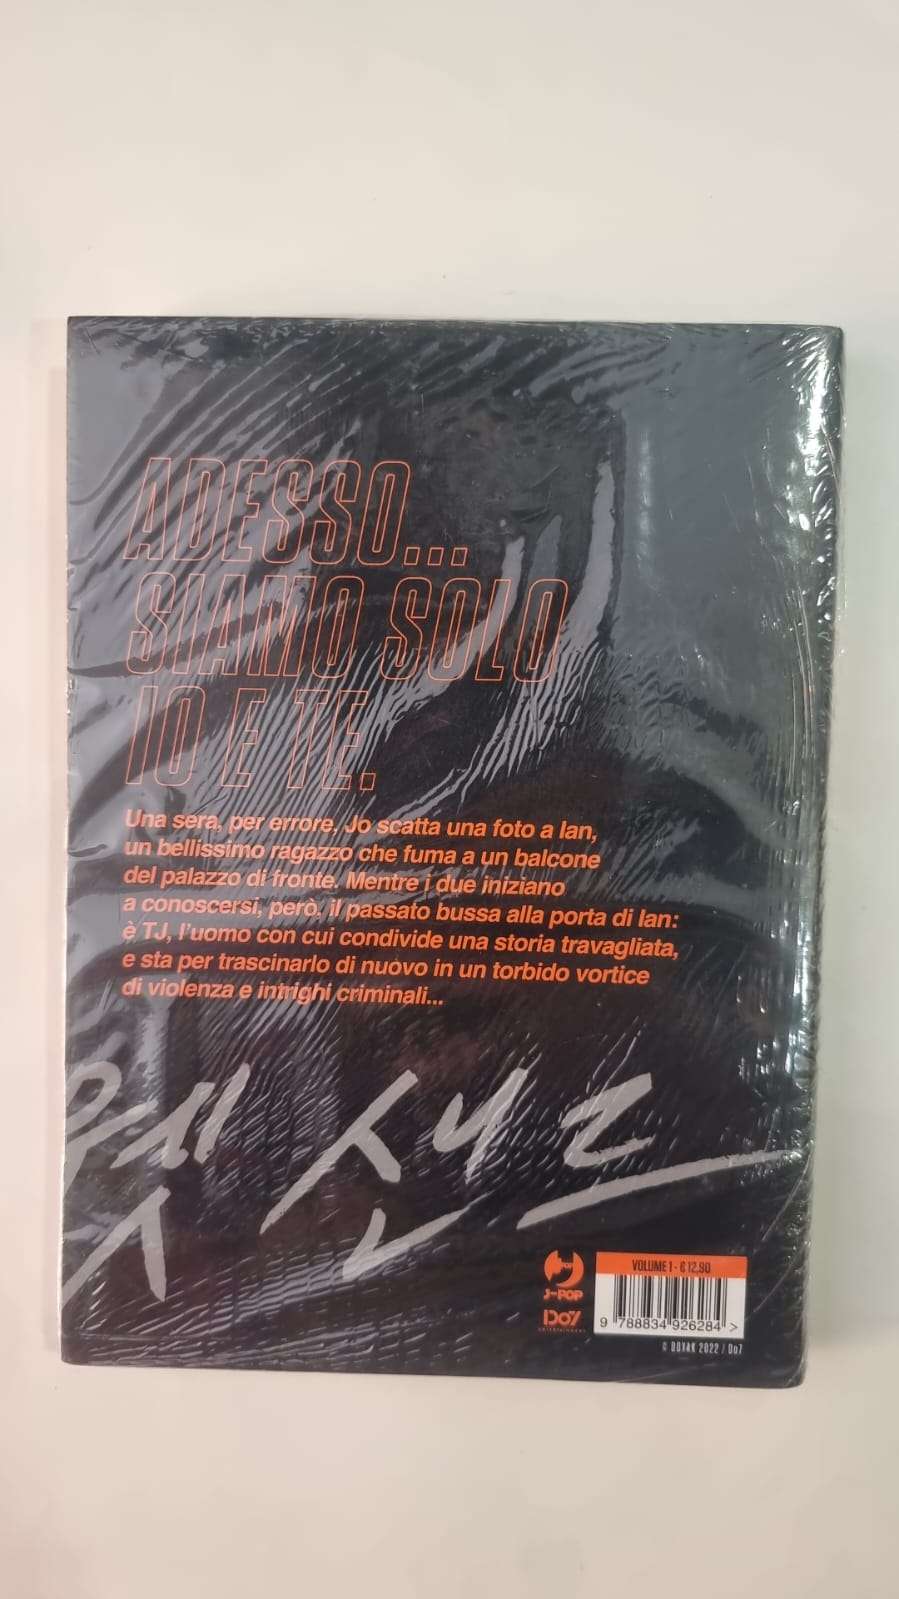 ADESSO...
SIAMO SOLO
IO E TE.
Una sera, per errore, Jo scatta una foto a Ian,
un bellissimo ragazzo che fuma a un balcone
del palazzo di fronte. Mentre i due iniziano
a conoscersi, però, il passato bussa alla porta di Ian:
è TJ, l'uomo con cui condivide una storia travagliata,
e sta per trascinarlo di nuovo in un torbido vortice
di violenza e intrighi criminali...
J-POP
Do7
ENTERTAINMENT
VOLUME 1 - € 12,90
9 788834 926284 >
© BOXAK 2022 / Do7